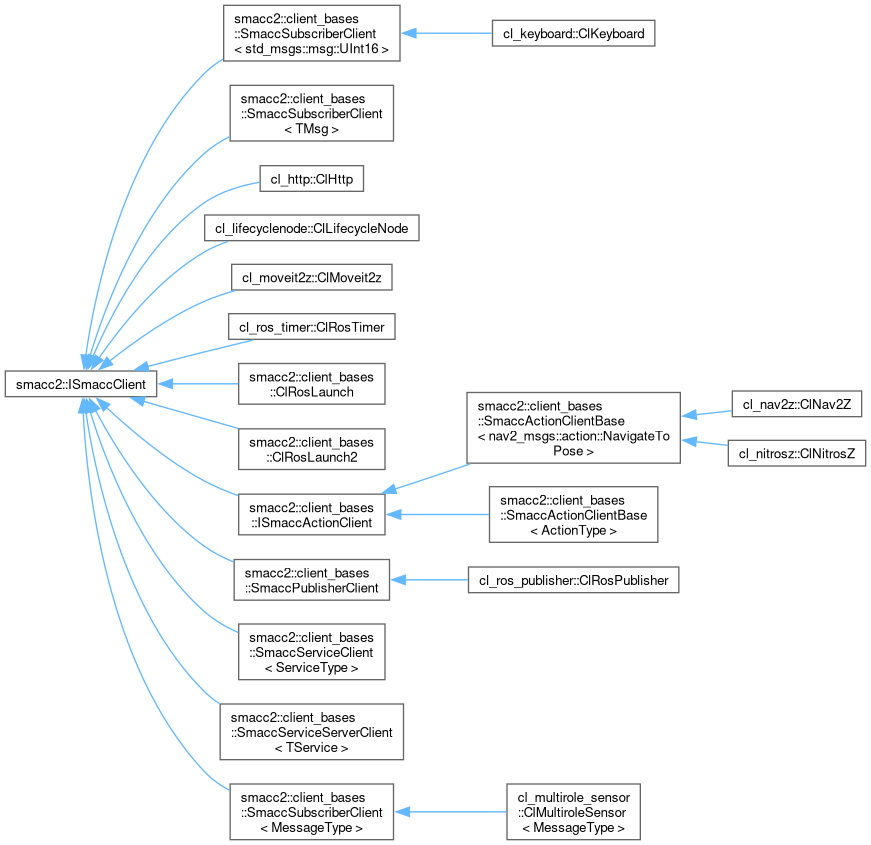 smacc2::client_bases
::SmaccSubscriberClient
< std_msgs::msg::UInt16 >
cl_keyboard::ClKeyboard
smacc2::client_bases
::SmaccSubscriberClient
< TMsg >
cl_http::ClHttp
cl_lifecyclenode::ClLifecycleNode
cl_moveit2z::ClMoveit2z
cl_ros_timer::ClRosTimer
smacc2::ISmaccClient
smacc2::client_bases
::ClRosLaunch
smacc2::client_bases
::ClRosLaunch2
smacc2::client_bases
::SmaccActionClientBase
< nav2_msgs::action::NavigateTo
Pose >
cl_nav2z::ClNav2Z
cl_nitrosz::ClNitrosZ
smacc2::client_bases
::ISmaccActionClient
smacc2::client_bases
::SmaccActionClientBase
< ActionType >
smacc2::client_bases
::SmaccPublisherClient
cl_ros_publisher::ClRosPublisher
smacc2::client_bases
::SmaccServiceClient
< ServiceType >
smacc2::client_bases
::SmaccServiceServerClient
< TService >
smacc2::client_bases
::SmaccSubscriberClient
< MessageType >
cl_multirole_sensor
::ClMultiroleSensor
< MessageType >